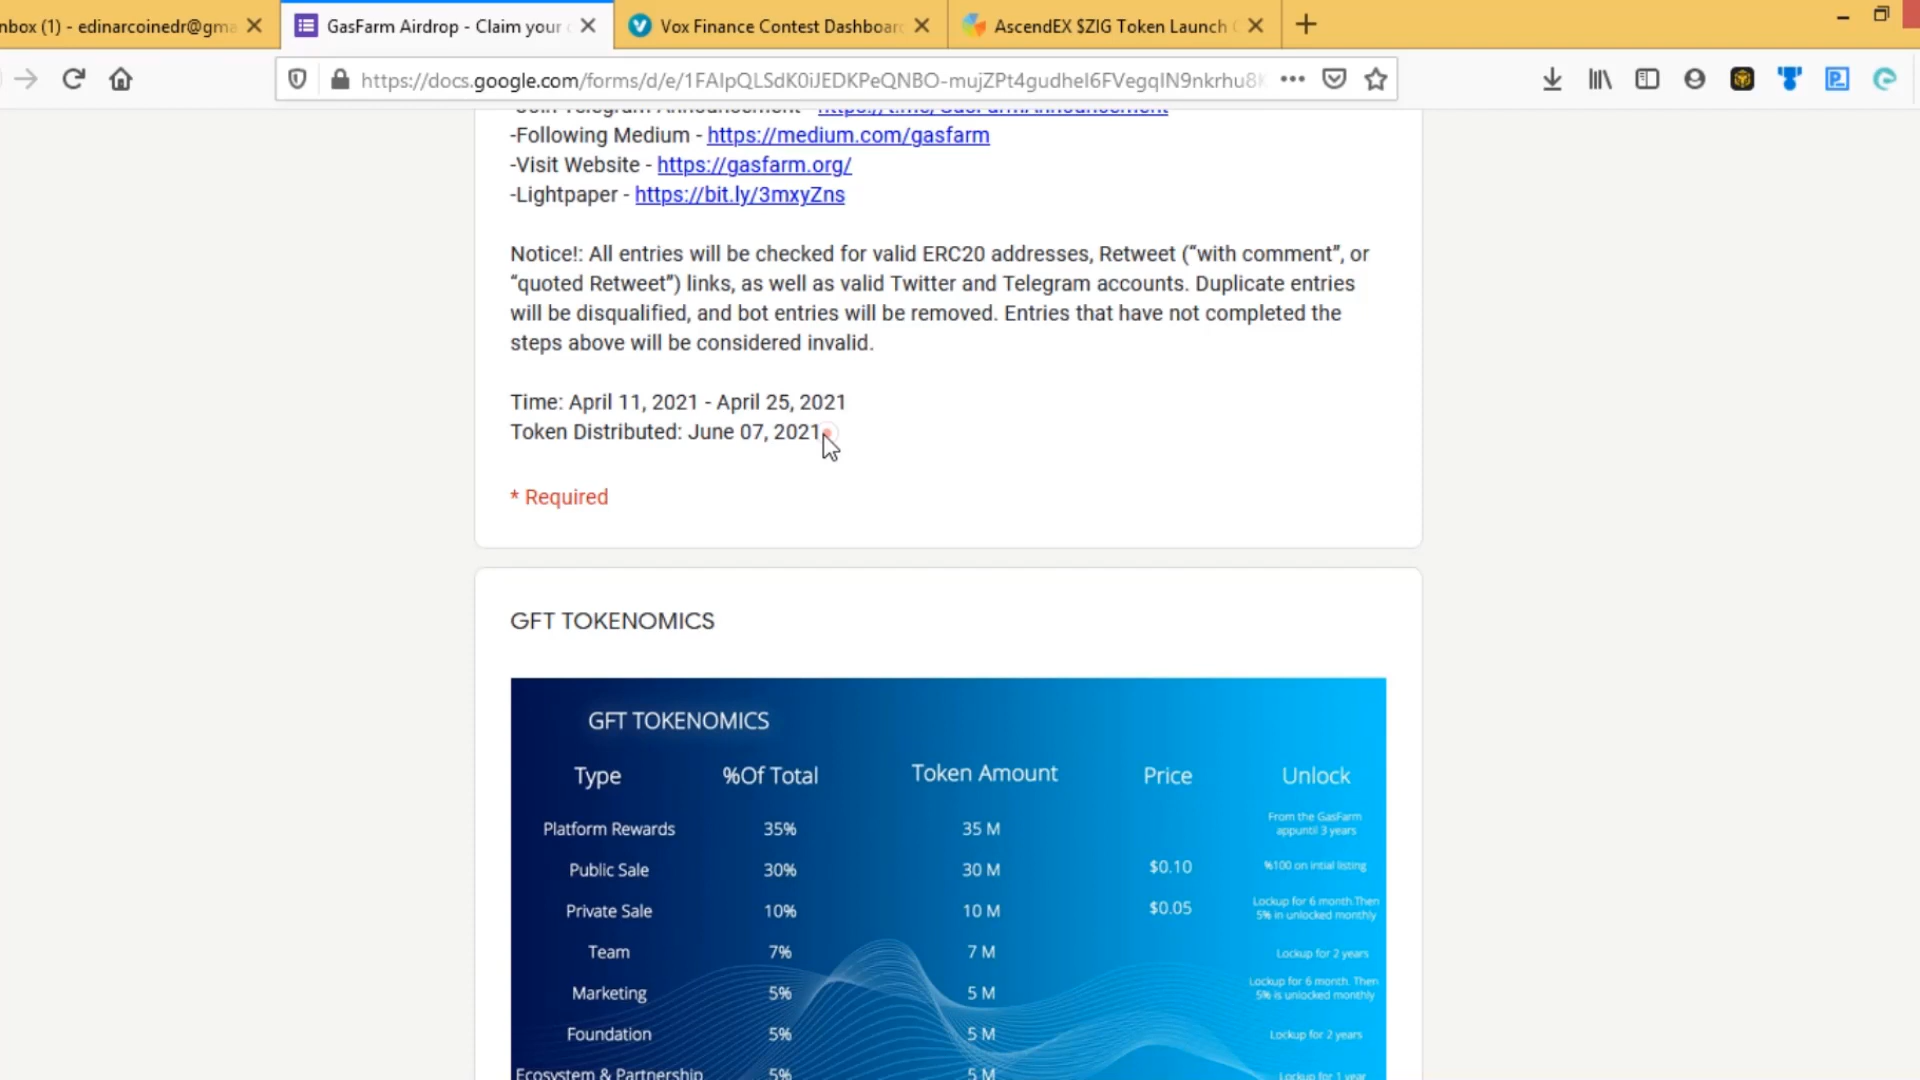 nbox (1) - edinarcoinedr@gma
GasFarm Airdrop - Claim your
Vox Finance Contest Dashboar
AscendEX $ZIG Token Launch
-Following Medium - https://medium.com/gasfarm
-Visit Website - https://gasfarm.org/
-Lightpaper - https://bit.ly/3mxyZns
Notice!: All entries will be checked for valid ERC20 addresses, Retweet (“with comment”, or
“quoted Retweet”) links, as well as valid Twitter and Telegram accounts. Duplicate entries
will be disqualified, and bot entries will be removed. Entries that have not completed the
steps above will be considered invalid.
Time: April 11, 2021 - April 25, 2021
Token Distributed: June 07, 2021
* Required
GFT TOKENOMICS
GFT TOKENOMICS
Type %Of Total Token Amount Price Unlock
Platform Rewards 35% 35 M From the GasFarm
appuntil 3 years
Public Sale 30% 30 M $0.10 %100 on intial listing
Private Sale 10% 10 M $0.05 Lockup for 6 month.Then
5% in unlocked monthly
Team 7% 7 M Lockup for 2 years
Marketing 5% 5 M Lockup for 6 month. Then
5% is unlocked monthly
Foundation 5% 5 M Lockup for 2 years
Ecosystem & Partnership 5% 5 M Lockup for 1 year